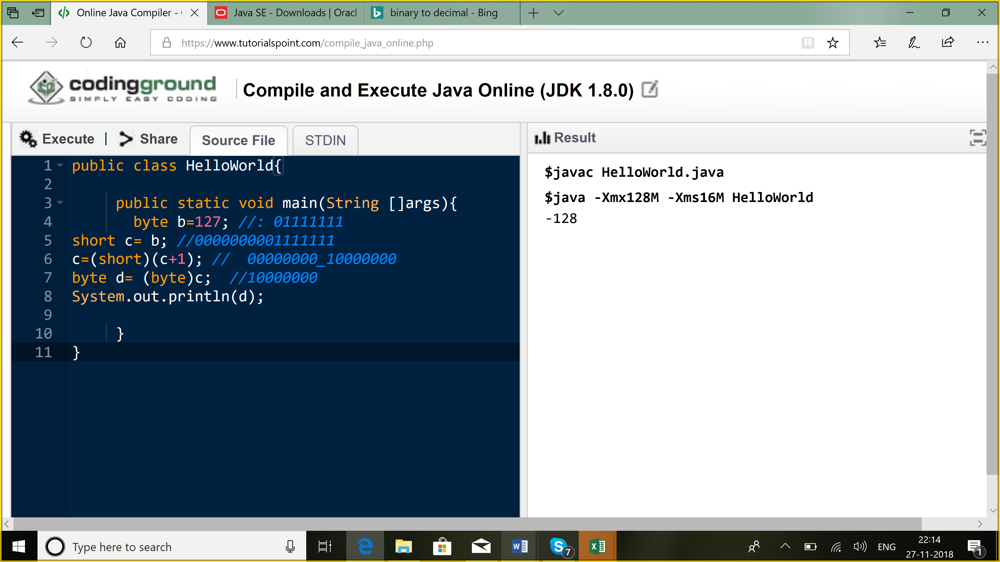 Online Java Compiler - 
Java SE - Downloads | Oracl
binary to decimal - Bing
https://www.tutorialspoint.com/compile_java_online.php
codingground
SIMPLY EASY CODING
Compile and Execute Java Online (JDK 1.8.0)
Execute | Share
Source File
STDIN
Result
1 public class HelloWorld{
2
3 public static void main(String []args){
4 byte b=127; //: 01111111
5 short c= b; //0000000001111111
6 c=(short)(c+1); // 00000000_10000000
7 byte d= (byte)c; //10000000
8 System.out.println(d);
9
10 }
11 }
$javac HelloWorld.java
$java -Xmx128M -Xms16M HelloWorld
-128
Type here to search
7
ENG
22:14
27-11-2018
1